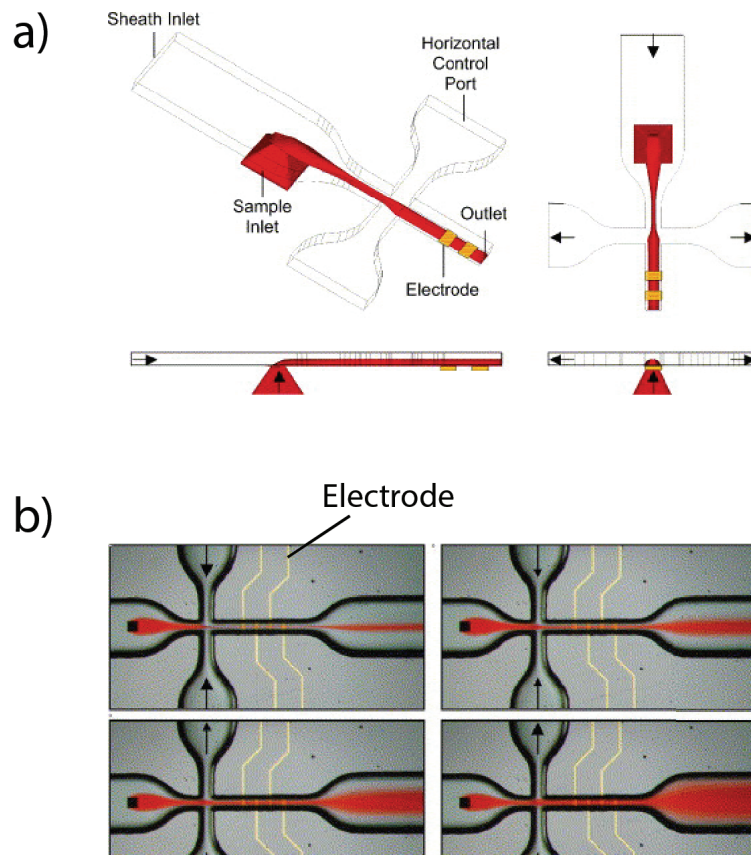 a)
Sheath Inlet
Horizontal
Control
Port
Sample
Inlet
Outlet
Electrode
b)
Electrode